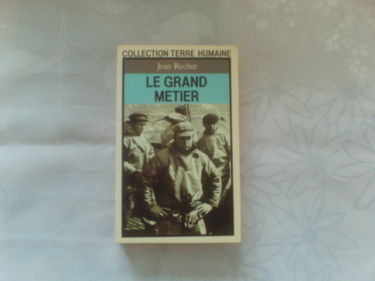 COLLECTION TERRE HUMAINE
Jean Recher
LE GRAND
METIER